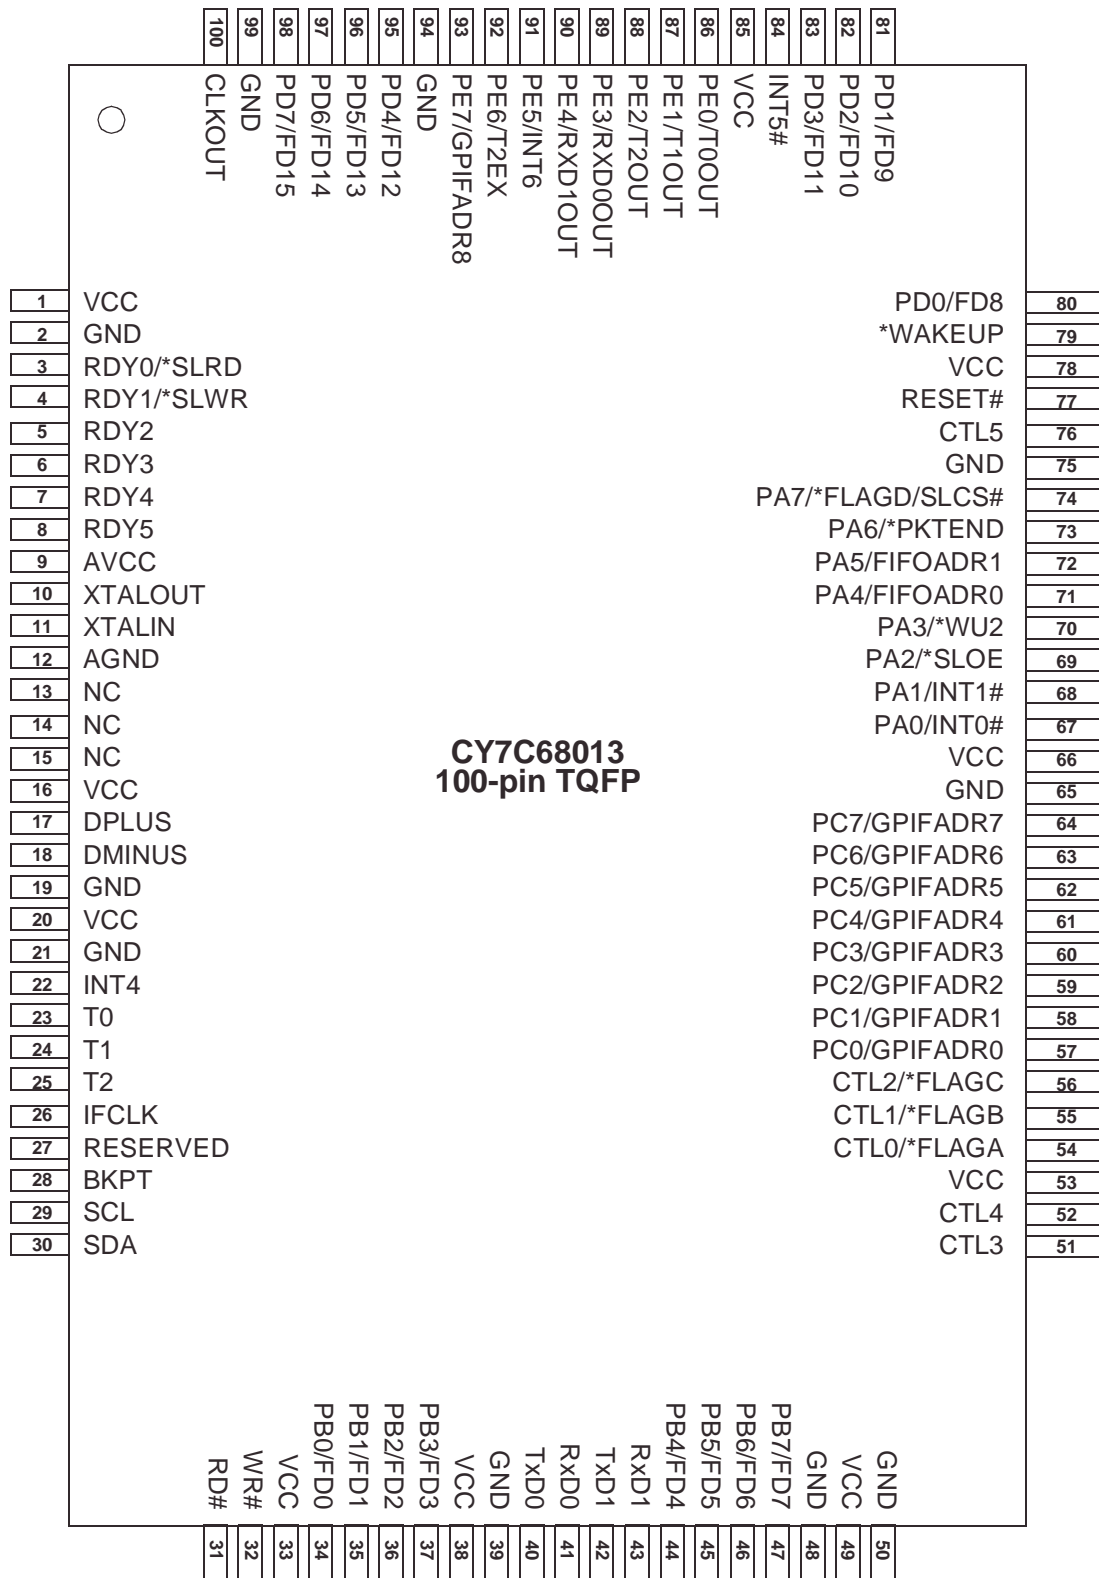 100 99 98 97 96 95 94 93 92 91 90 89 88 87 86 85 84 83 82 81
CLKOUT
GND
PD7/FD15
PD6/FD14
PD5/FD13
PD4/FD12
GND
PE7/GPIFADR8
PE6/T2EX
PE5/INT6
PE4/RXD1OUT
PE3/RXD0OUT
PE2/T2OUT
PE1/T1OUT
PE0/T0OUT
VCC
INT5#
PD3/FD11
PD2/FD10
PD1/FD9
1 VCC
2 GND
3 RDY0/*SLRD
4 RDY1/*SLWR
5 RDY2
6 RDY3
7 RDY4
8 RDY5
9 AVCC
10 XTALOUT
11 XTALIN
12 AGND
13 NC
14 NC
15 NC
16 VCC
17 DPLUS
18 DMINUS
19 GND
20 VCC
21 GND
22 INT4
23 T0
24 T1
25 T2
26 IFCLK
27 RESERVED
28 BKPT
29 SCL
30 SDA
CY7C68013
100-pin TQFP
PD0/FD8 80
*WAKEUP 79
VCC 78
RESET# 77
CTL5 76
GND 75
PA7/*FLAGD/SLCS# 74
PA6/*PKTEND 73
PA5/FIFOADR1 72
PA4/FIFOADR0 71
PA3/*WU2 70
PA2/*SLOE 69
PA1/INT1# 68
PA0/INT0# 67
VCC 66
GND 65
PC7/GPIFADR7 64
PC6/GPIFADR6 63
PC5/GPIFADR5 62
PC4/GPIFADR4 61
PC3/GPIFADR3 60
PC2/GPIFADR2 59
PC1/GPIFADR1 58
PC0/GPIFADR0 57
CTL2/*FLAGC 56
CTL1/*FLAGB 55
CTL0/*FLAGA 54
VCC 53
CTL4 52
CTL3 51
RD#
WR#
VCC
PB0/FD0
PB1/FD1
PB2/FD2
PB3/FD3
VCC
GND
TxD0
RxD0
TxD1
RxD1
PB4/FD4
PB5/FD5
PB6/FD6
PB7/FD7
GND
VCC
GND
31 32 33 34 35 36 37 38 39 40 41 42 43 44 45 46 47 48 49 50